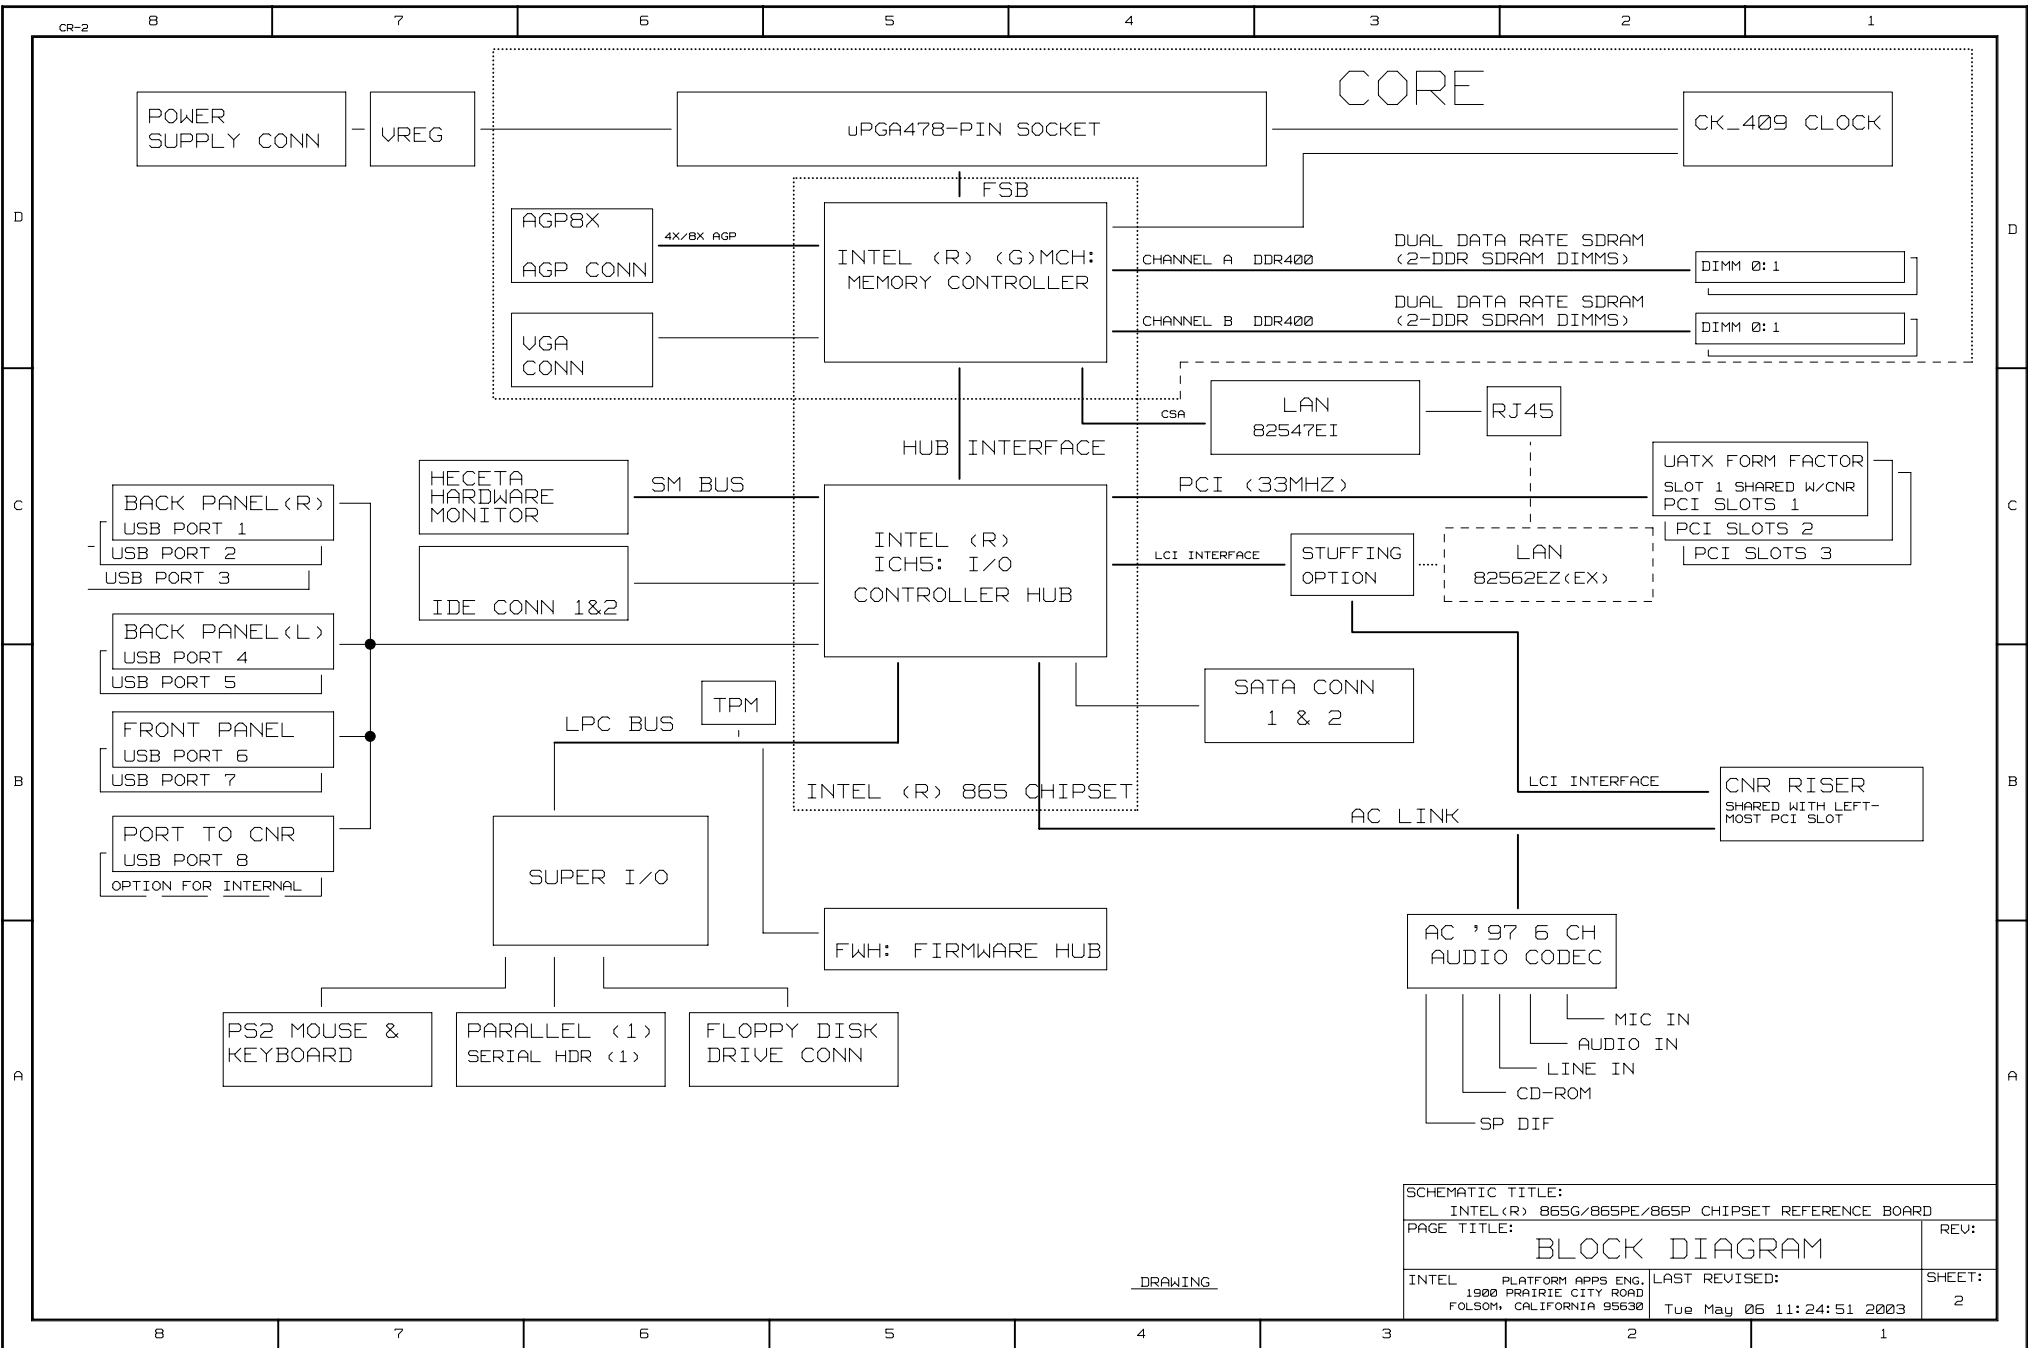 CR-2
8 7 6 5 4 3 2 1
CORE
POWER
SUPPLY CONN
VREG
uPGA478-PIN SOCKET
CK_409 CLOCK
FSB
D
D
AGP8X
AGP CONN
4X/8X AGP
INTEL (R) (G)MCH:
MEMORY CONTROLLER
CHANNEL A DDR400
DUAL DATA RATE SDRAM
(2-DDR SDRAM DIMMS)
DIMM 0:1
CHANNEL B DDR400
DUAL DATA RATE SDRAM
(2-DDR SDRAM DIMMS)
DIMM 0:1
VGA
CONN
CSA
LAN
82547EI
RJ45
HUB INTERFACE
HECETA
HARDWARE
MONITOR
SM BUS
PCI (33MHZ)
UATX FORM FACTOR
SLOT 1 SHARED W/CNR
PCI SLOTS 1
PCI SLOTS 2
PCI SLOTS 3
C
C
BACK PANEL(R)
USB PORT 1
USB PORT 2
USB PORT 3
IDE CONN 1&2
INTEL (R)
ICH5: I/O
CONTROLLER HUB
LCI INTERFACE
STUFFING
OPTION
LAN
82562EZ(EX)
BACK PANEL(L)
USB PORT 4
USB PORT 5
TPM
LPC BUS
SATA CONN
1 & 2
FRONT PANEL
USB PORT 6
USB PORT 7
B
B
INTEL (R) 865 CHIPSET
LCI INTERFACE
AC LINK
CNR RISER
SHARED WITH LEFT-
MOST PCI SLOT
PORT TO CNR
USB PORT 8
OPTION FOR INTERNAL
SUPER I/O
FWH: FIRMWARE HUB
AC '97 6 CH
AUDIO CODEC
PS2 MOUSE &
KEYBOARD
PARALLEL (1)
SERIAL HDR (1)
FLOPPY DISK
DRIVE CONN
MIC IN
AUDIO IN
LINE IN
CD-ROM
SP DIF
A
A
SCHEMATIC TITLE:
INTEL(R) 865G/865PE/865P CHIPSET REFERENCE BOARD
PAGE TITLE:
BLOCK DIAGRAM
REV:
DRAWING
INTEL PLATFORM APPS ENG.
1900 PRAIRIE CITY ROAD
FOLSOM, CALIFORNIA 95630
LAST REVISED:
Tue May 06 11:24:51 2003
SHEET:
2
8 7 6 5 4 3 2 1